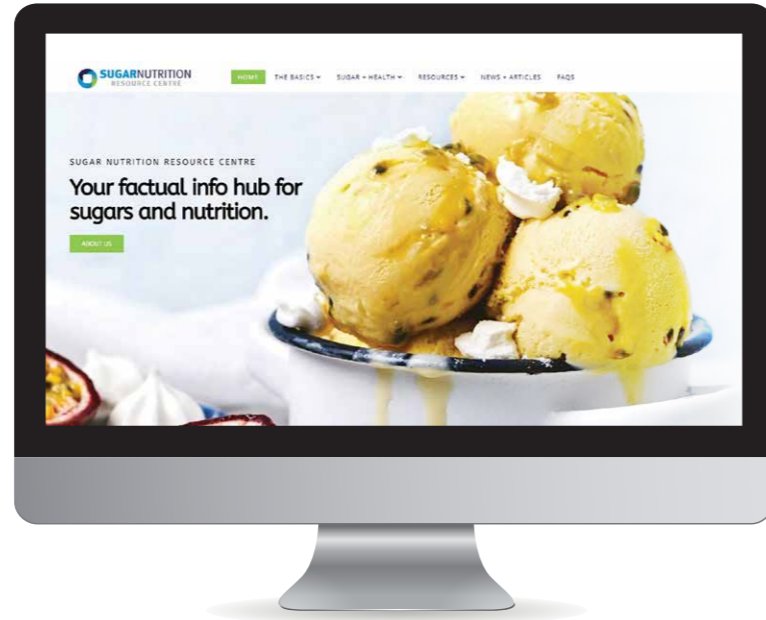 SUGARNUTRITION
RESOURCE CENTRE
HOME THE BASICS SUGAR + HEALTH RESOURCES NEWS + ARTICLES FAQS
SUGAR NUTRITION RESOURCE CENTRE
Your factual info hub for
sugars and nutrition.
ABOUT US